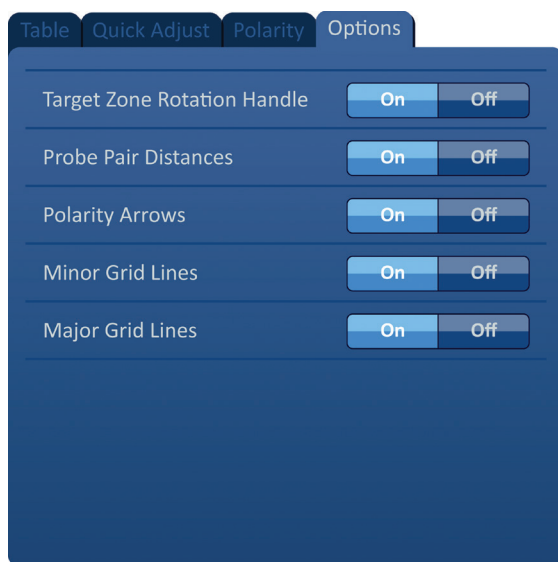 Table Quick Adjust Polarity Options
Target Zone Rotation Handle On Off
Probe Pair Distances On Off
Polarity Arrows On Off
Minor Grid Lines On Off
Major Grid Lines On Off